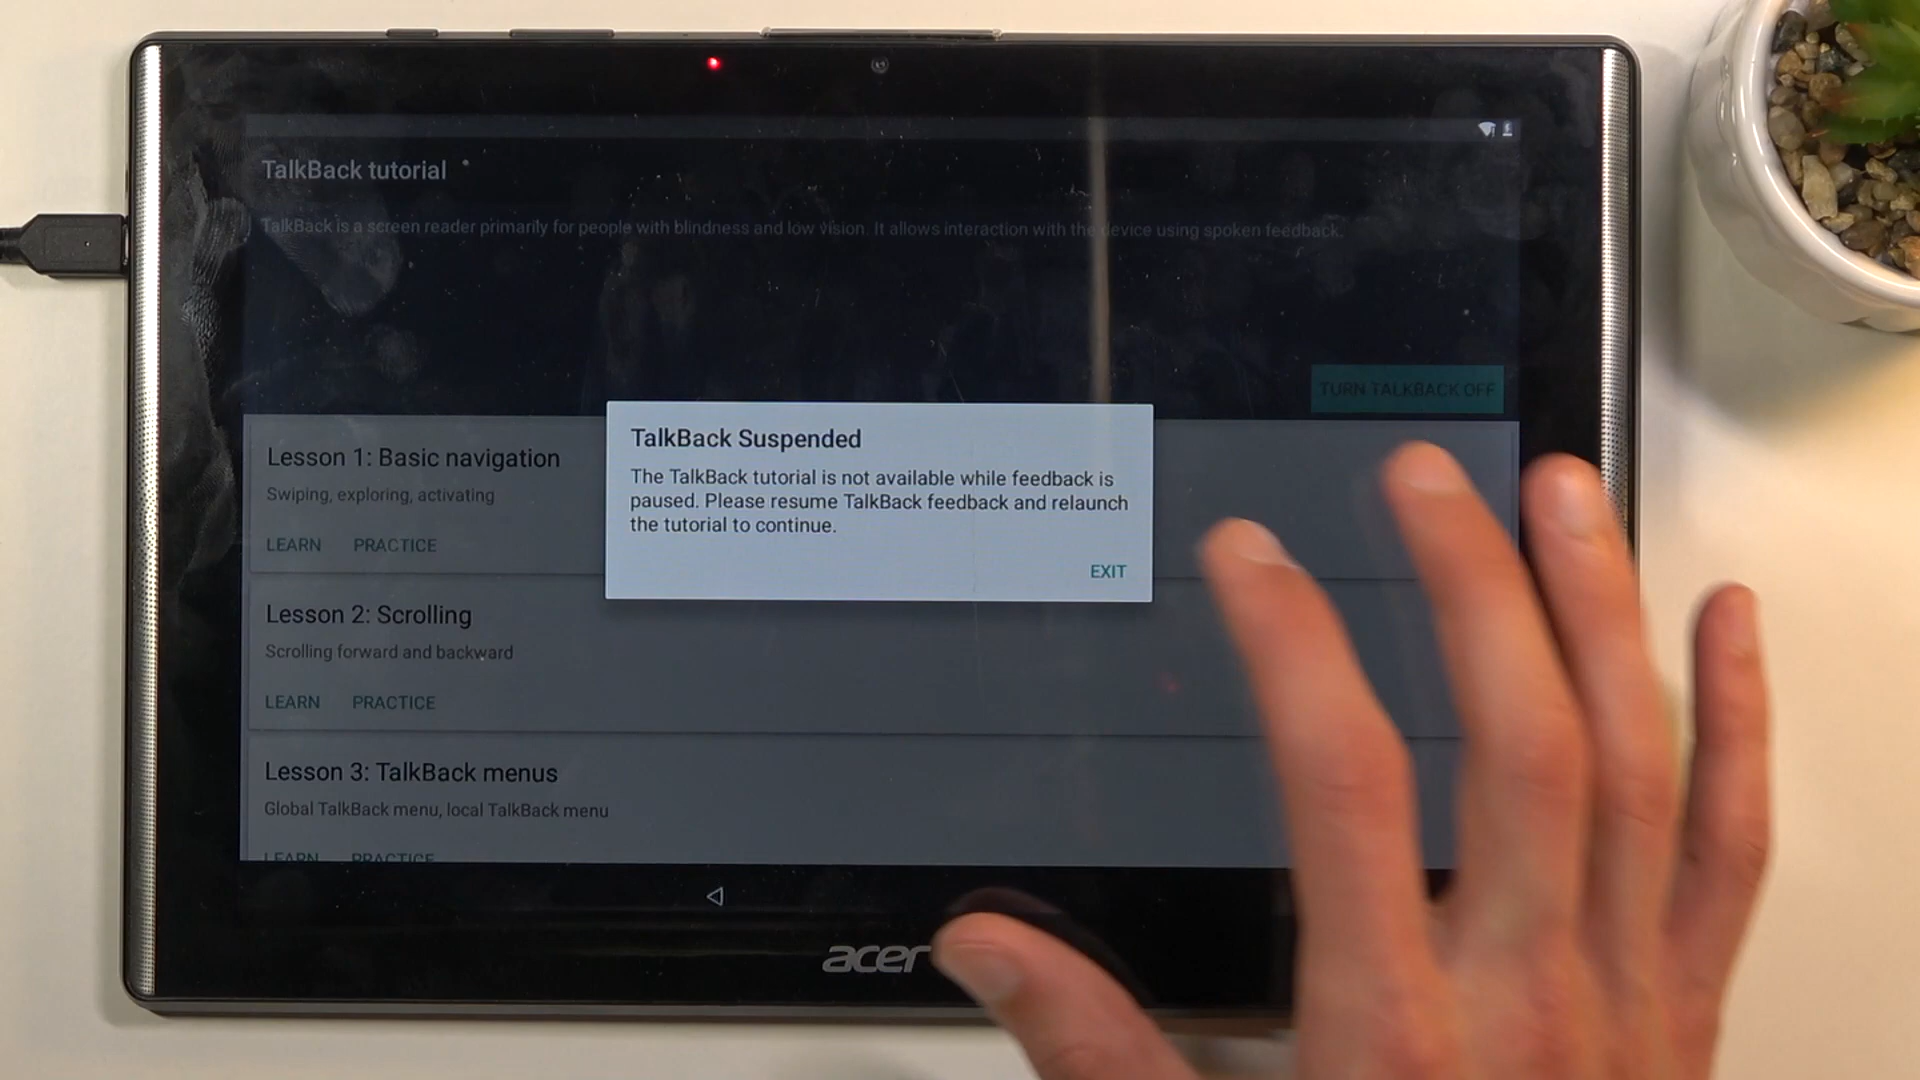 TalkBack tutorial
TalkBack is a screen reader primarily for people with blindness and low vision. It allows interaction with the device using spoken feedback.
TURN TALKBACK OFF
TalkBack Suspended
The TalkBack tutorial is not available while feedback is
paused. Please resume TalkBack feedback and relaunch
the tutorial to continue.
EXIT
Lesson 1: Basic navigation
Swiping, exploring, activating
LEARN PRACTICE
Lesson 2: Scrolling
Scrolling forward and backward
LEARN PRACTICE
Lesson 3: TalkBack menus
Global TalkBack menu, local TalkBack menu
LEARN PRACTICE
acer